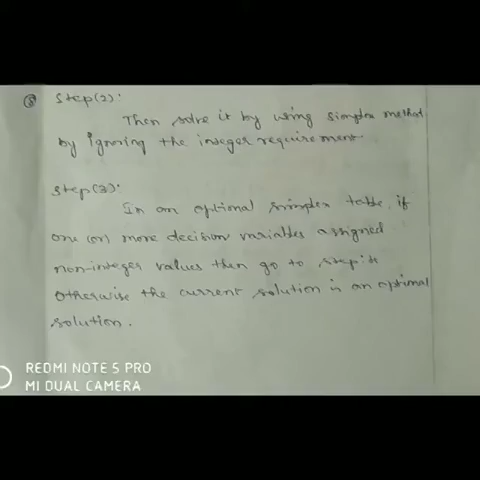 Step(2):
Then solve it by using simplex method
by ignoring the integer requirement.
Step(3):
In an optional simplex table, if
one (or) more decision variables assigned
non-integer values then go to step:4
otherwise the current solution is an optimal
solution.
REDMI NOTE 5 PRO
MI DUAL CAMERA